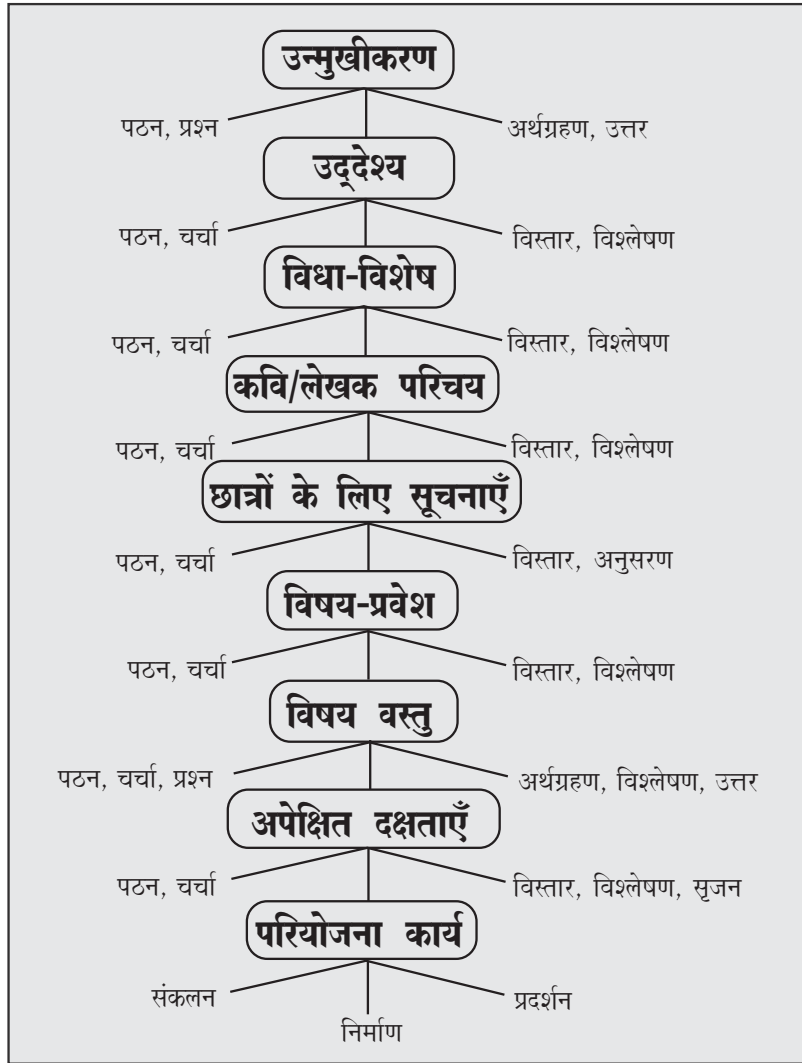 उन्मुखीकरण
पठन, प्रश्न अर्थग्रहण, उत्तर
उद्देश्य
पठन, चर्चा विस्तार, विश्लेषण
विधा-विशेष
पठन, चर्चा विस्तार, विश्लेषण
कवि/लेखक परिचय
पठन, चर्चा विस्तार, विश्लेषण
छात्रों के लिए सूचनाएँ
पठन, चर्चा विस्तार, अनुसरण
विषय-प्रवेश
पठन, चर्चा विस्तार, विश्लेषण
विषय वस्तु
पठन, चर्चा, प्रश्न अर्थग्रहण, विश्लेषण, उत्तर
अपेक्षित दक्षताएँ
पठन, चर्चा विस्तार, विश्लेषण, सृजन
परियोजना कार्य
संकलन प्रदर्शन
निर्माण